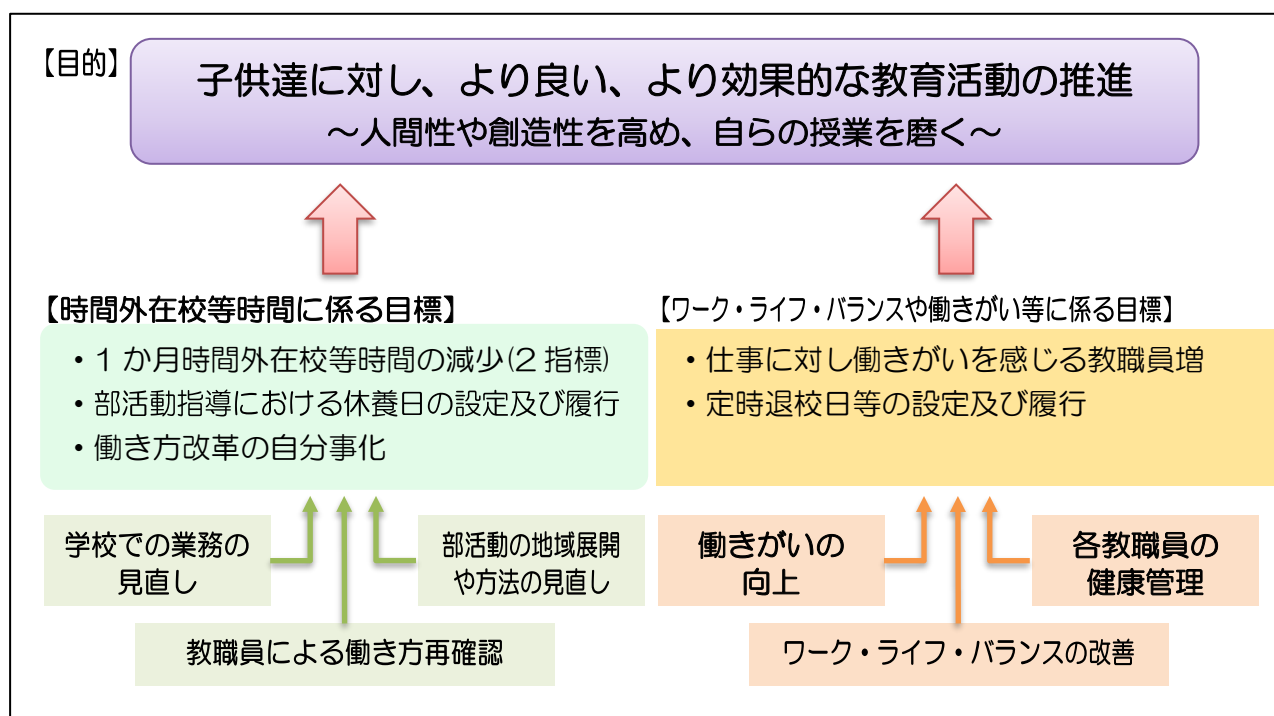 【目的】
子供達に対し、より良い、より効果的な教育活動の推進
～人間性や創造性を高め、自らの授業を磨く～
【時間外在校等時間に係る目標】
・1 か月時間外在校等時間の減少(2 指標)
・部活動指導における休養日の設定及び履行
・働き方改革の自分事化
学校での業務の
見直し
部活動の地域展開
や方法の見直し
教職員による働き方再確認
【ワーク・ライフ・バランスや働きがい等に係る目標】
・仕事に対し働きがいを感じる教職員増
・定時退校日等の設定及び履行
働きがいの
向上
各教職員の
健康管理
ワーク・ライフ・バランスの改善